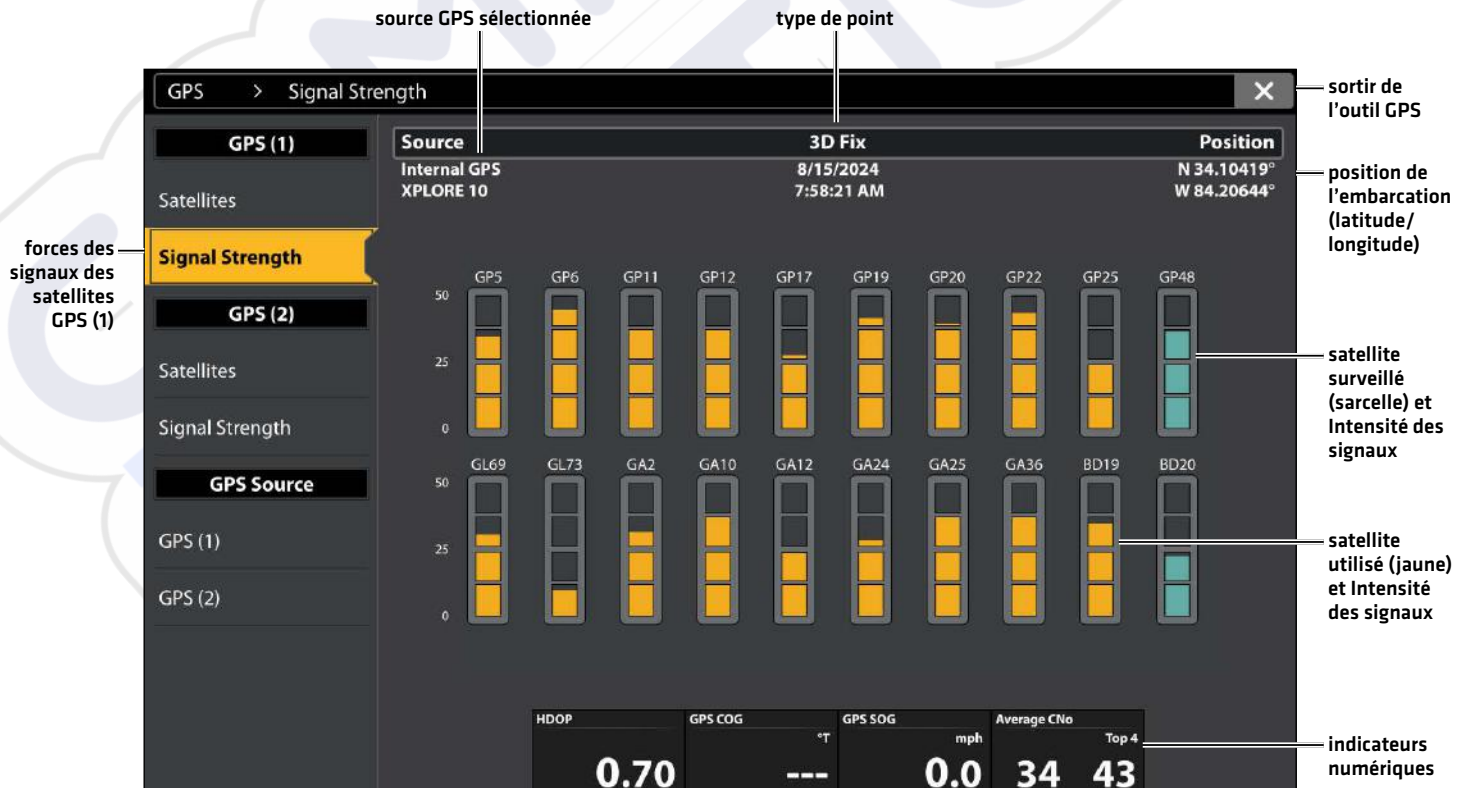 source GPS sélectionnée
type de point
GPS > Signal Strength
sortir de
l'outil GPS
GPS (1)
Satellites
Signal Strength
GPS (2)
Satellites
Signal Strength
GPS Source
GPS (1)
GPS (2)
forces des
signaux des
satellites
GPS (1)
Source 3D Fix Position
Internal GPS 8/15/2024 N 34.10419°
XPLORE 10 7:58:21 AM W 84.20644°
position de
l'embarcation
(latitude/
longitude)
GP5 GP6 GP11 GP12 GP17 GP19 GP20 GP22 GP25 GP48
50
25
0
satellite
surveillé
(sarcelle) et
Intensité des
signaux
GL69 GL73 GA2 GA10 GA12 GA24 GA25 GA36 BD19 BD20
50
25
0
satellite
utilisé (jaune)
et Intensité
des signaux
HDOP GPS COG GPS SOG Average CNo
°T mph Top 4
0.70 --- 0.0 34 43
indicateurs
numériques